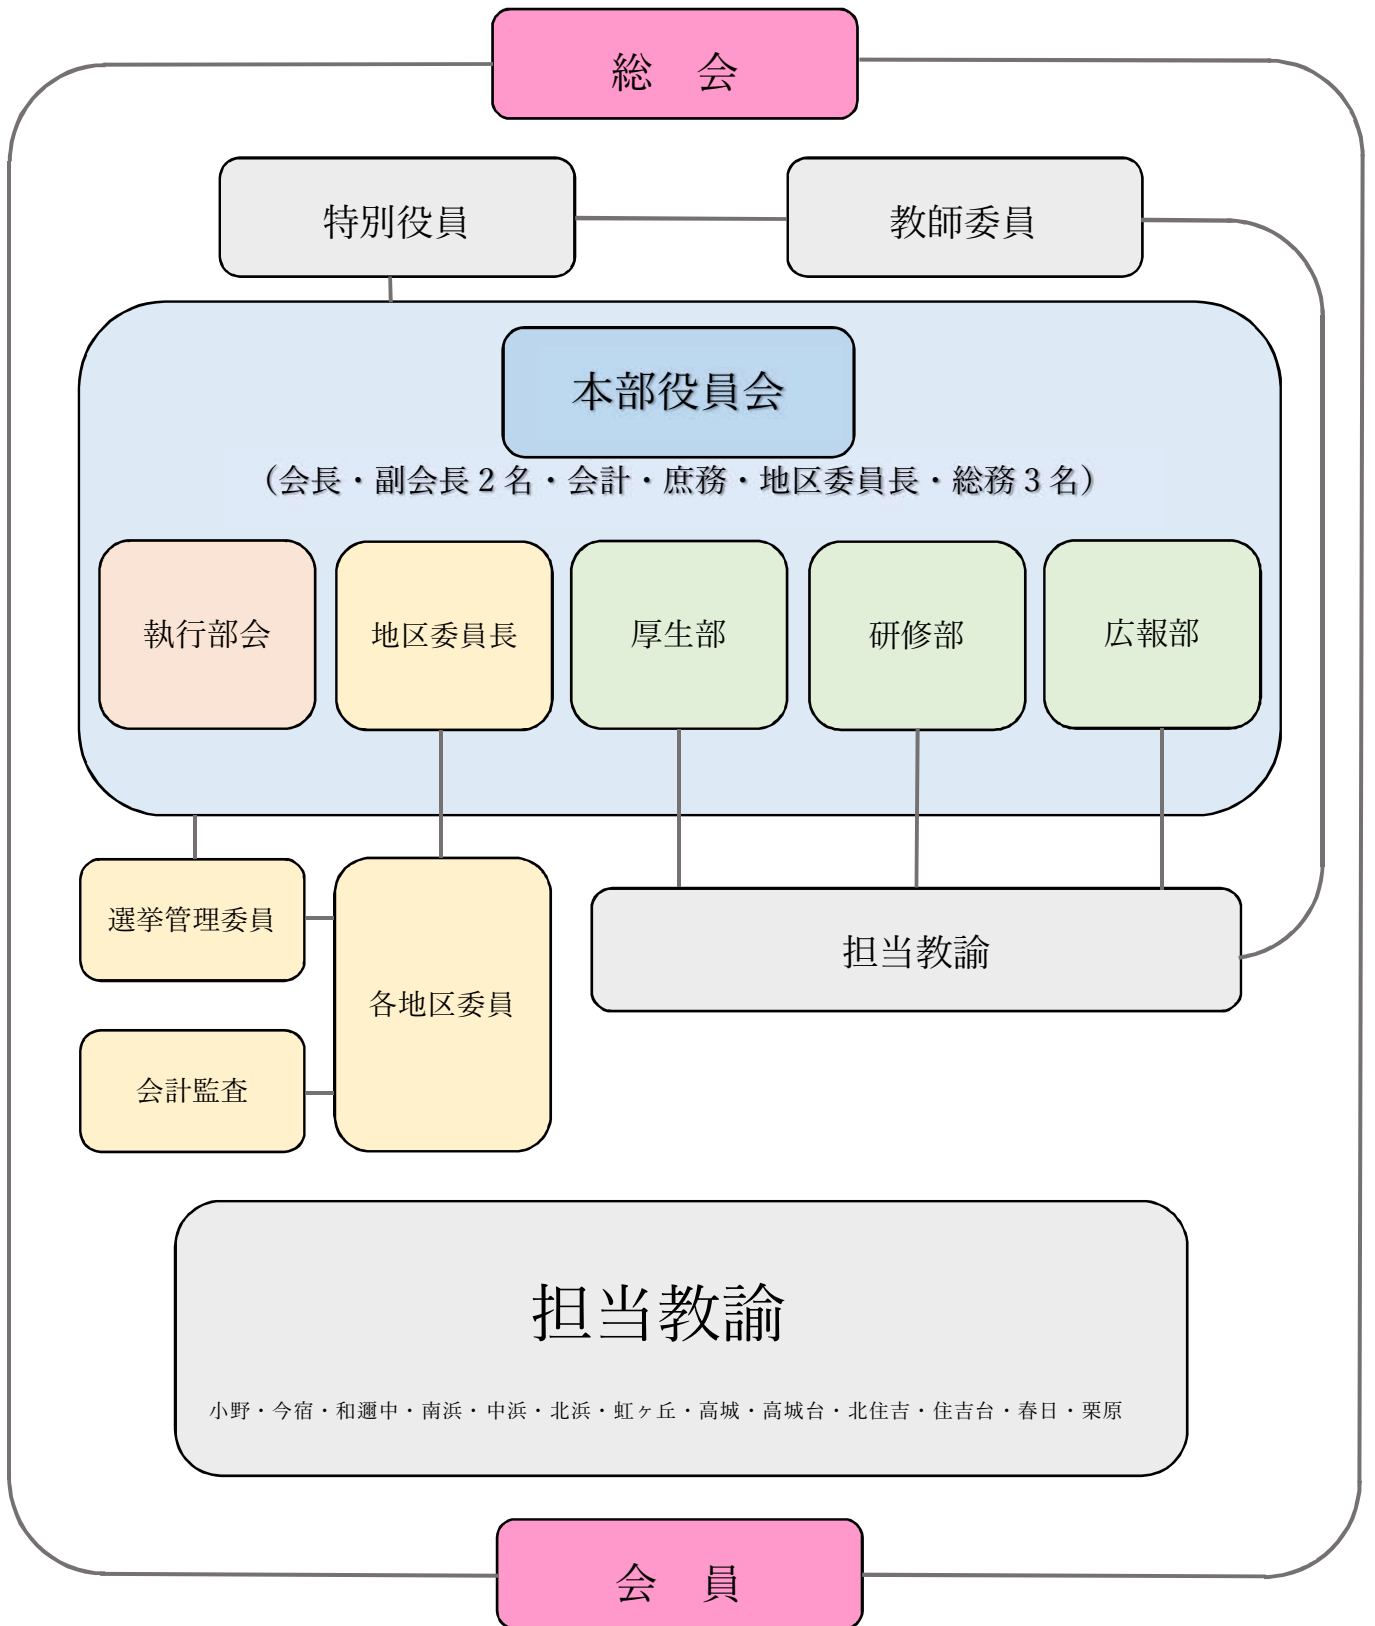 総　会
特別役員
教師委員
本部役員会
（会長・副会長２名・会計・庶務・地区委員長・総務３名）
執行部会
地区委員長
厚生部
研修部
広報部
選挙管理委員
各地区委員
担当教諭
会計監査
担当教諭
小野・今宿・和邇中・南浜・中浜・北浜・虹ヶ丘・高城・高城台・北住吉・住吉台・春日・栗原
会　員